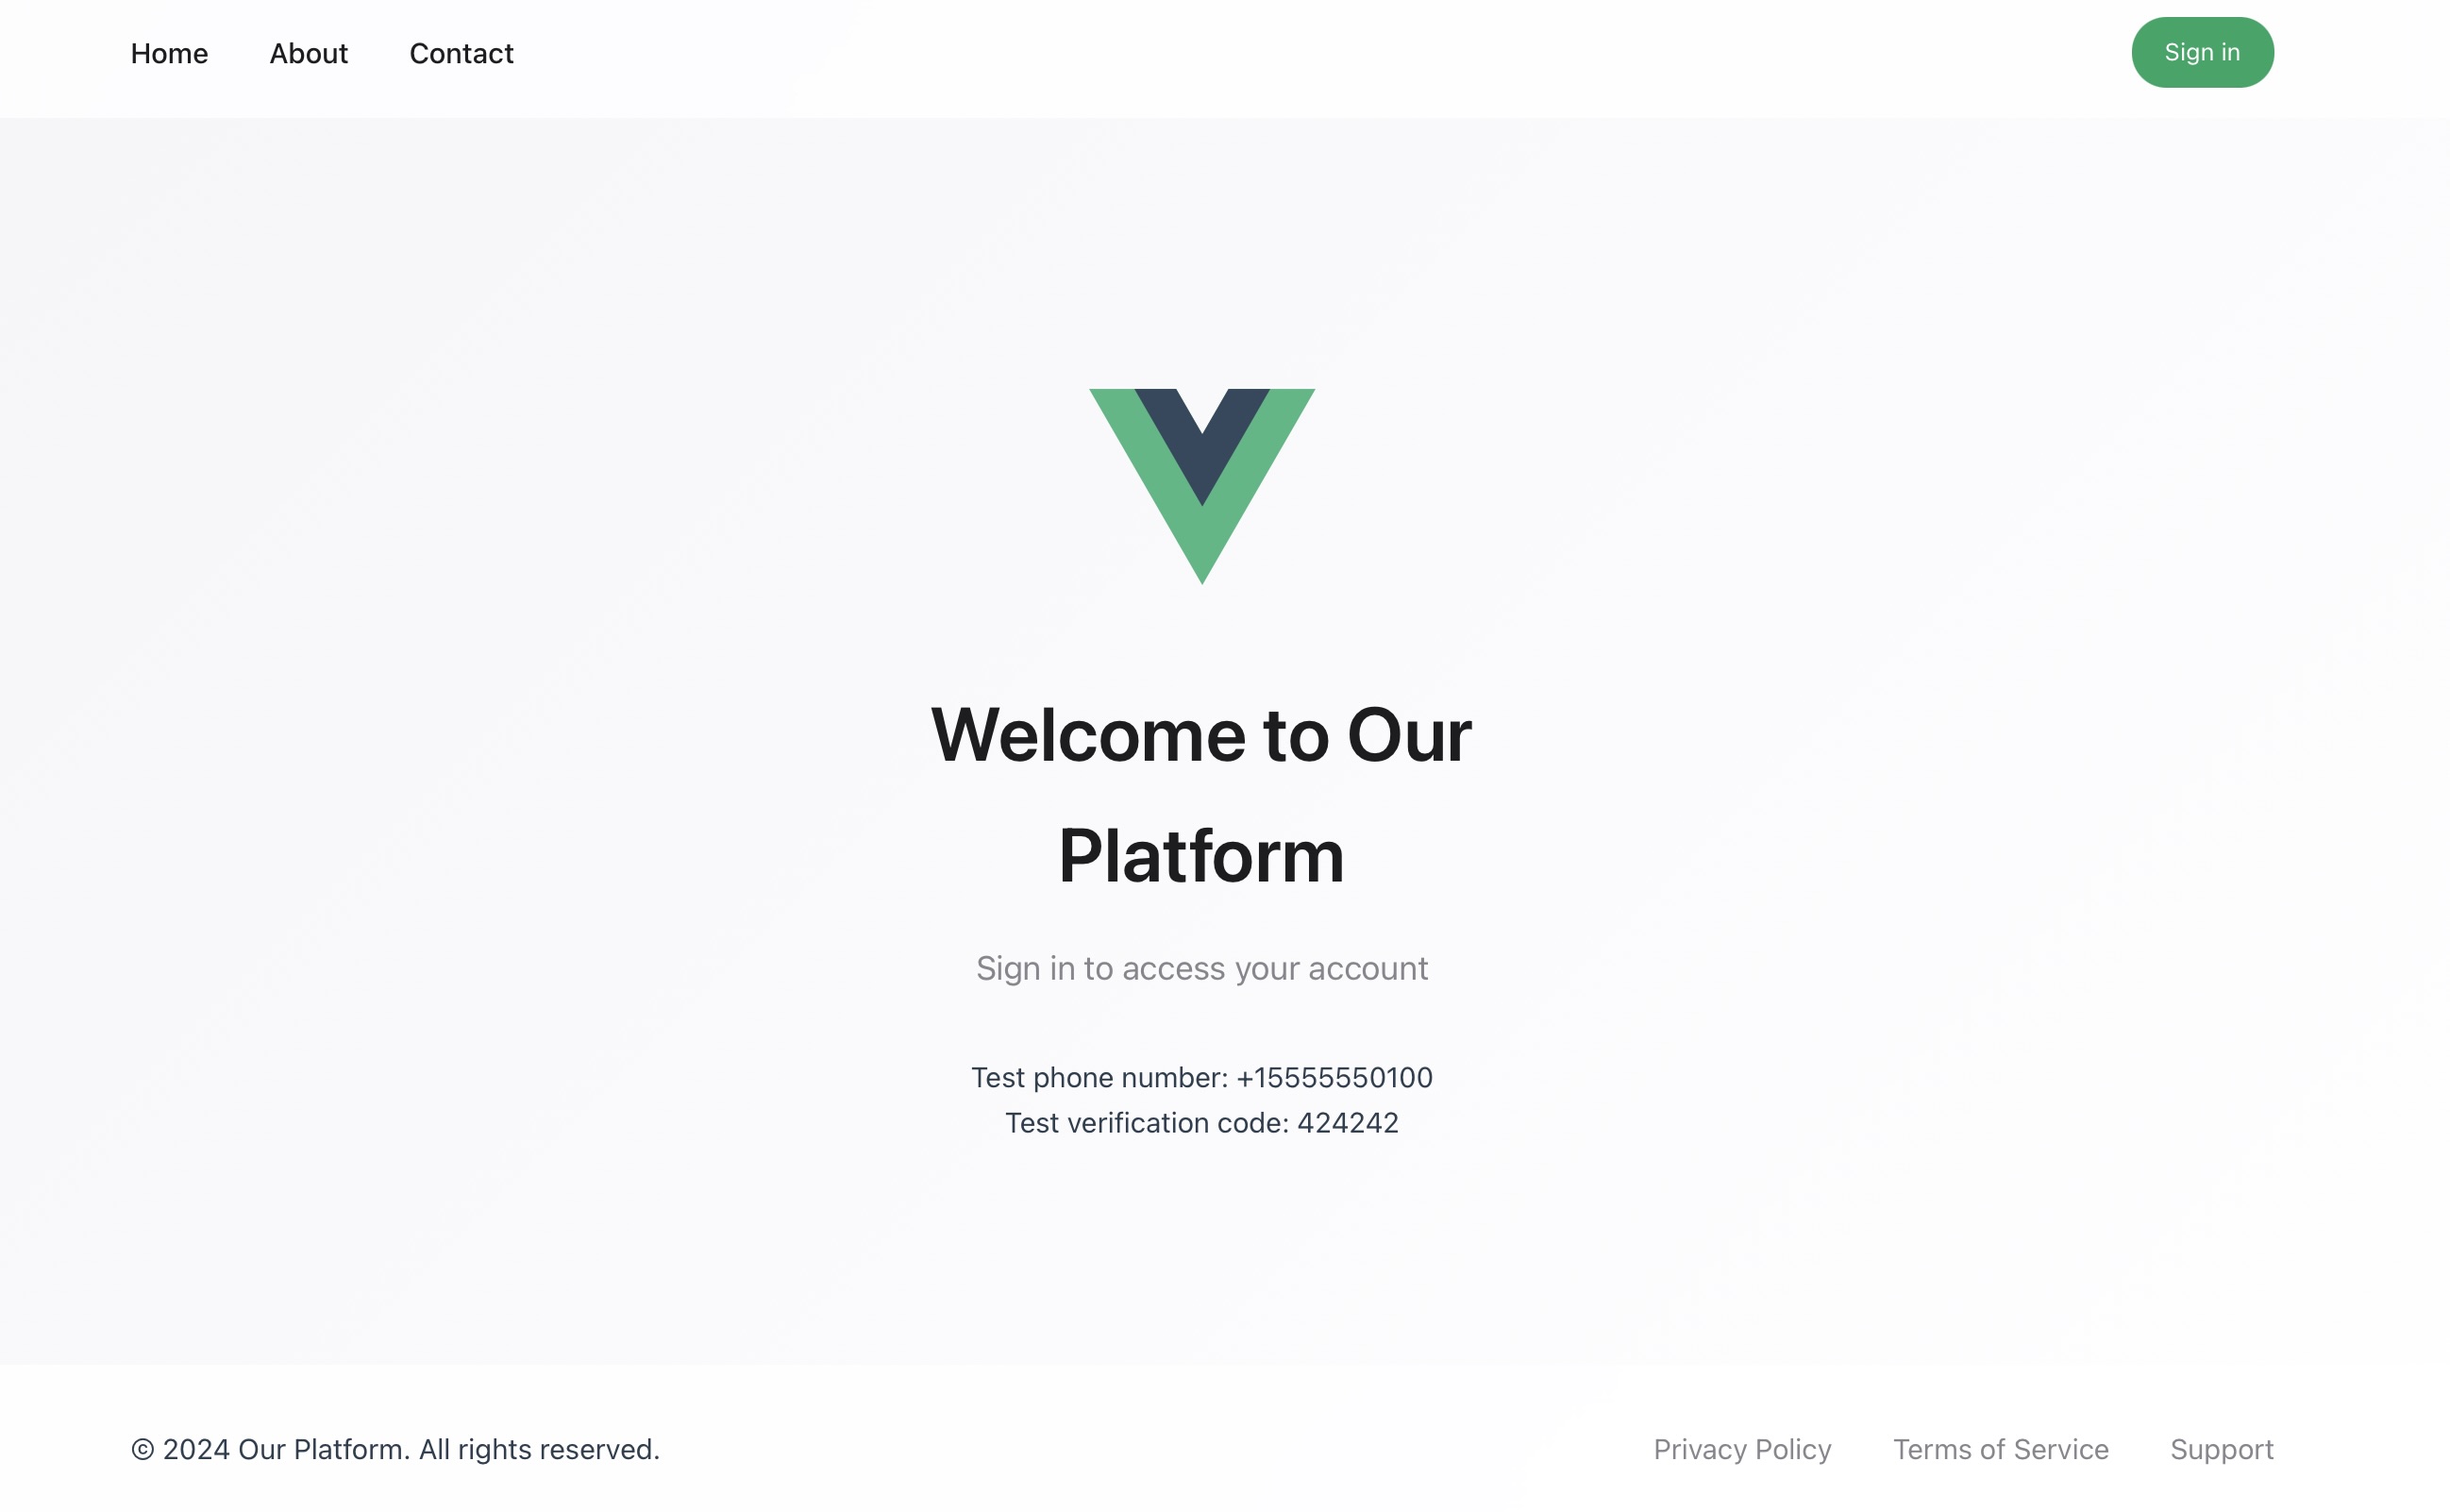 Home About Contact Sign in
Welcome to Our
Platform
Sign in to access your account
Test phone number: +15555550100
Test verification code: 424242
© 2024 Our Platform. All rights reserved. Privacy Policy Terms of Service Support